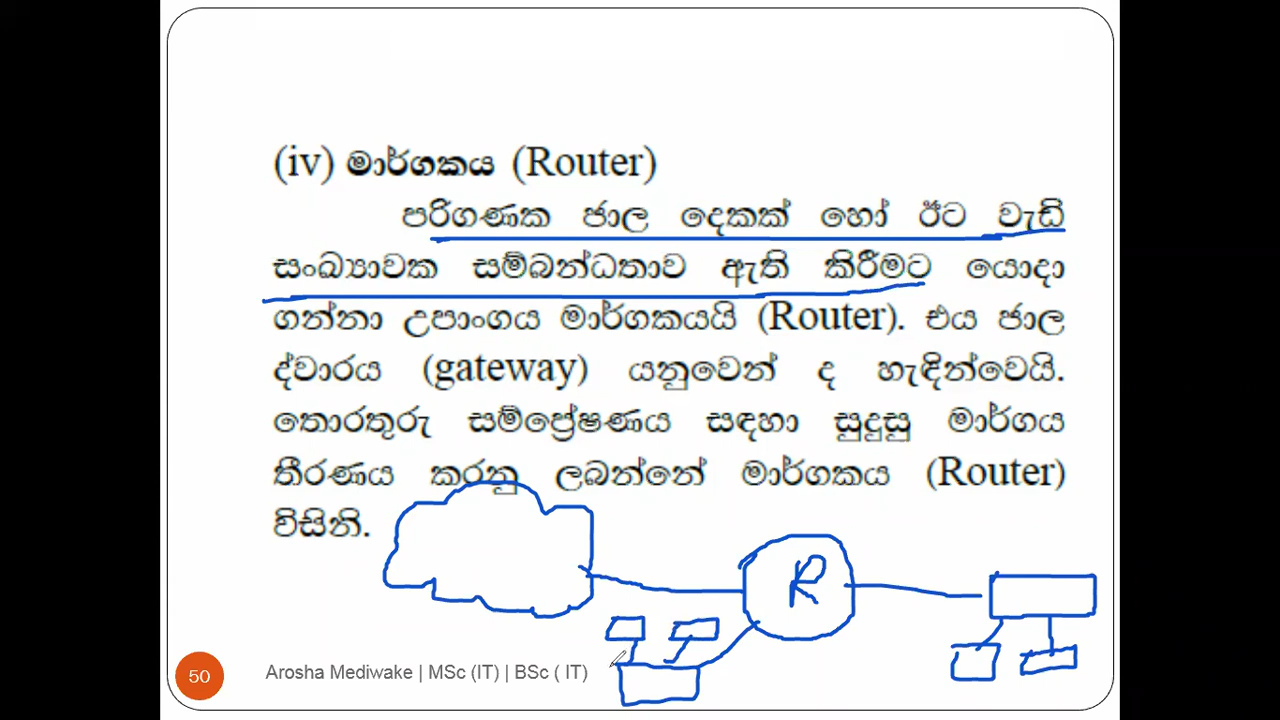 (iv) මාර්ගකය (Router)
පරිගණක ජාල දෙකක් හෝ ඊට වැඩි
සංඛ්‍යාවක සම්බන්ධතාව ඇති කිරීමට යොදා
ගන්නා උපාංගය මාර්ගකයයි (Router). එය ජාල
ද්වාරය (gateway) යනුවෙන් ද හැඳින්වෙයි.
තොරතුරු සම්ප්‍රේෂණය සඳහා සුදුසු මාර්ගය
තීරණය කරනු ලබන්නේ මාර්ගකය (Router)
විසිනි.
R
50 Arosha Mediwake | MSc (IT) | BSc ( IT)